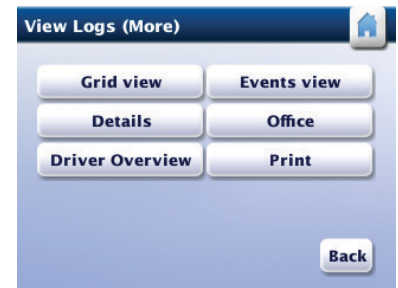 View Logs (More)
Grid view Events view
Details Office
Driver Overview Print
Back